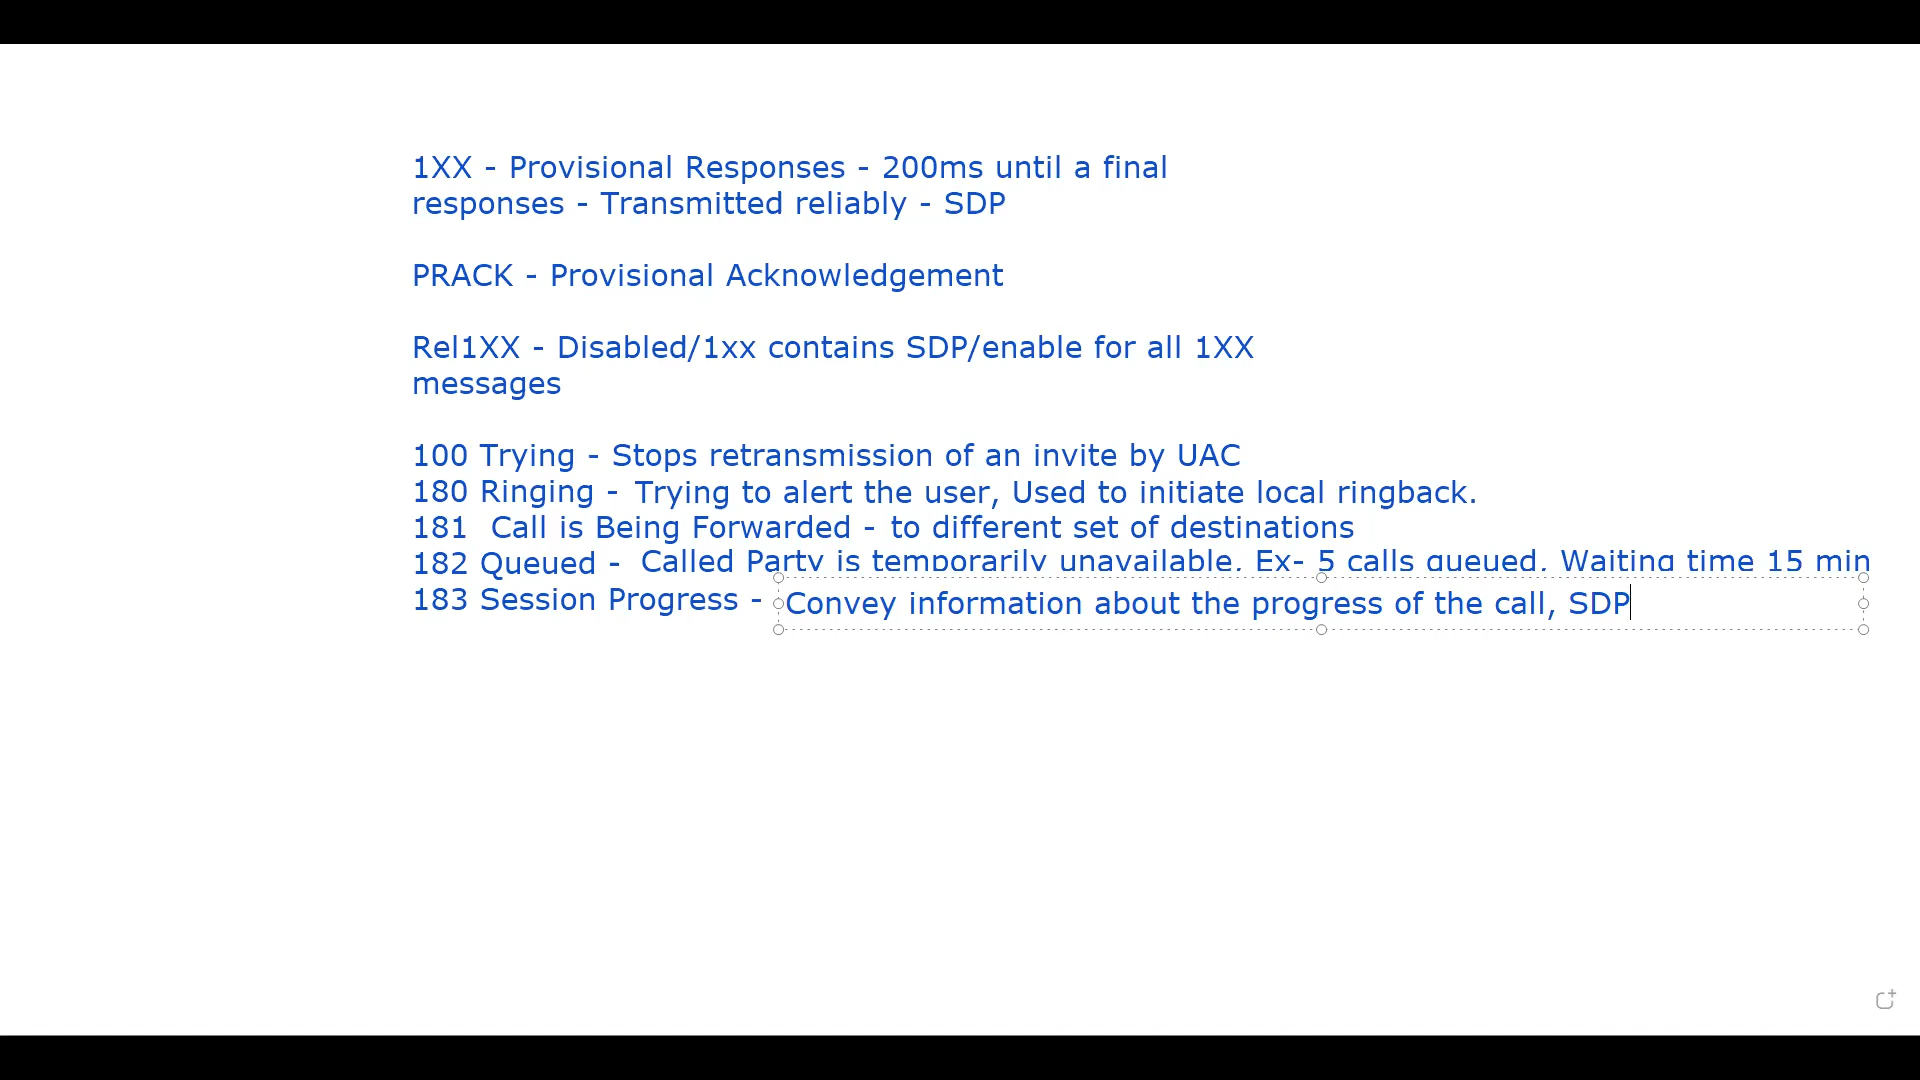 1XX - Provisional Responses - 200ms until a final
responses - Transmitted reliably - SDP
PRACK - Provisional Acknowledgement
Rel1XX - Disabled/1xx contains SDP/enable for all 1XX
messages
100 Trying - Stops retransmission of an invite by UAC
180 Ringing - Trying to alert the user, Used to initiate local ringback.
181 Call is Being Forwarded - to different set of destinations
182 Queued - Called Party is temporarily unavailable. Ex- 5 calls queued. Waiting time 15 min
183 Session Progress - Convey information about the progress of the call, SDP